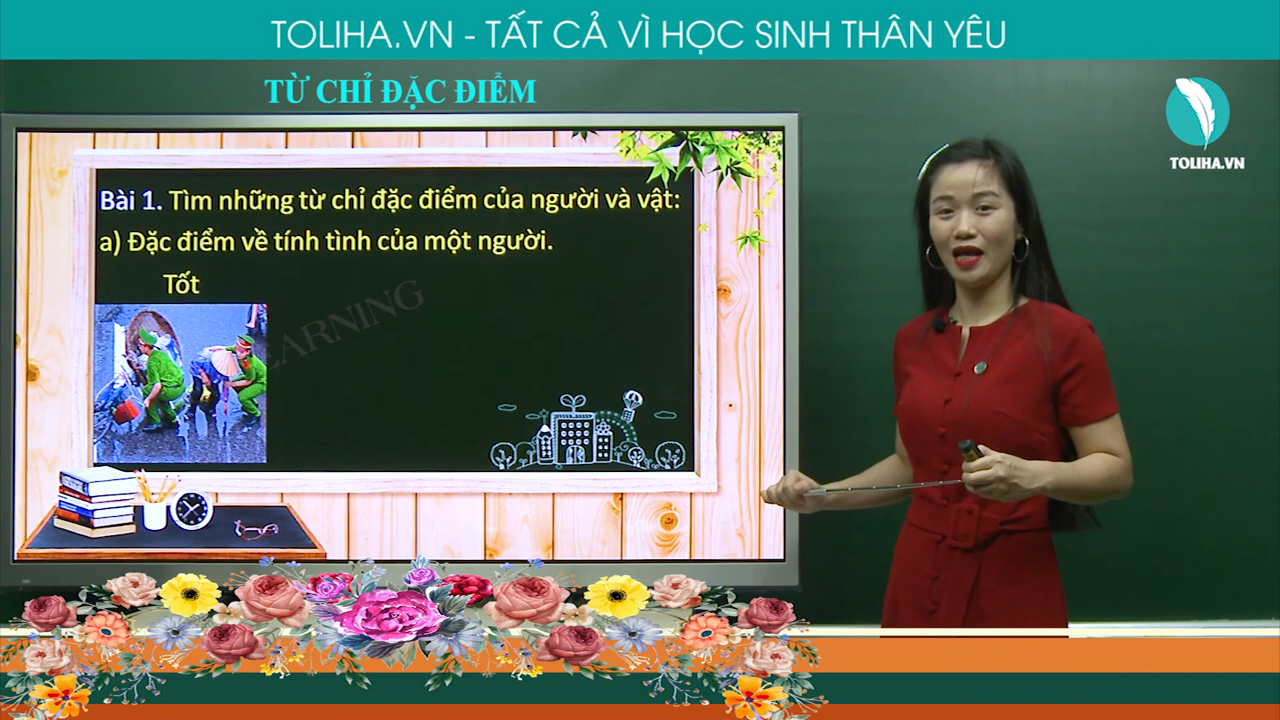 TOLIHA.VN - TẤT CẢ VÌ HỌC SINH THÂN YÊU
TỪ CHỈ ĐẶC ĐIỂM
TOLIHA.VN
Bài 1. Tìm những từ chỉ đặc điểm của người và vật:
a) Đặc điểm về tính tình của một người.
Tốt
EARNING